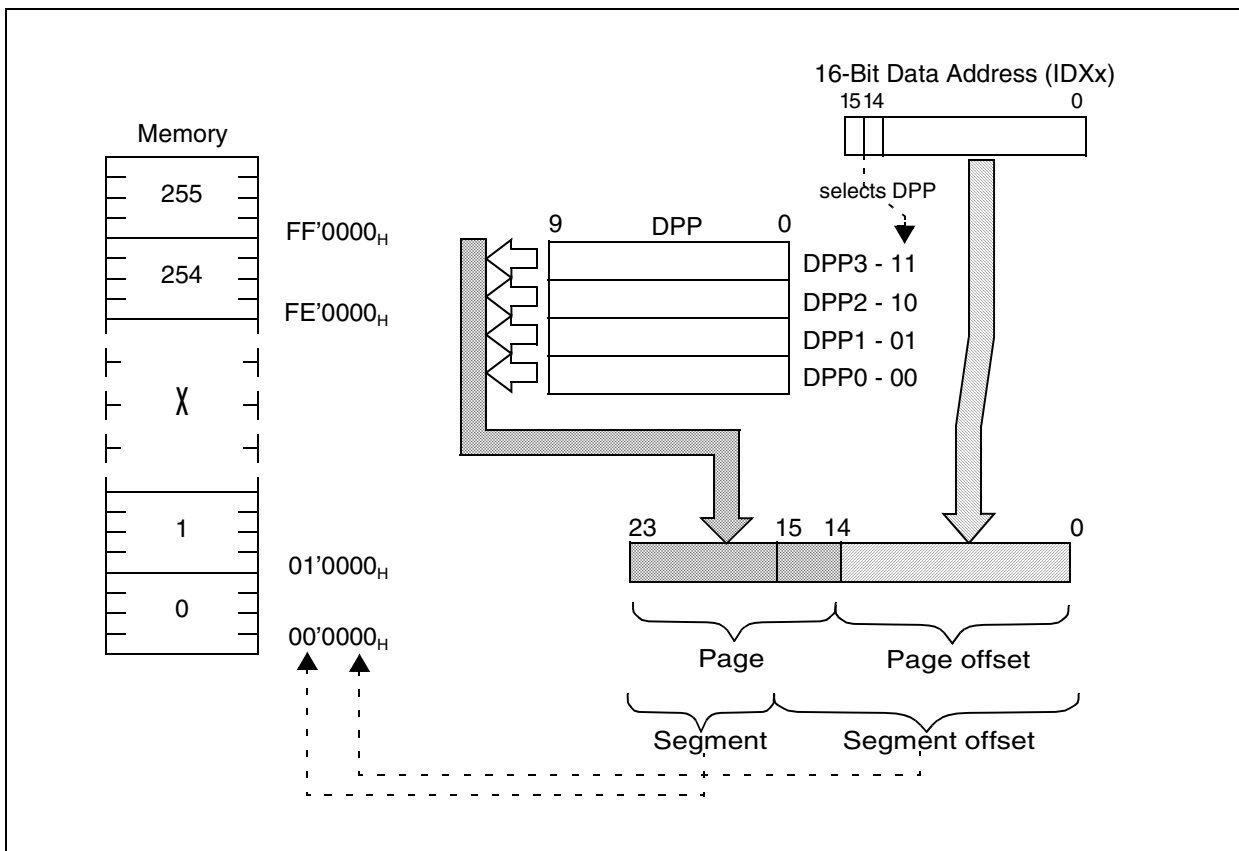 16-Bit Data Address (IDXx)
15 14 0
Memory
selects DPP
255
9 DPP 0
FF'0000H
DPP3 - 11
254
DPP2 - 10
FE'0000H
DPP1 - 01
DPP0 - 00
X
23 15 14 0
1
01'0000H
0
00'0000H
Page Page offset
Segment Segment offset